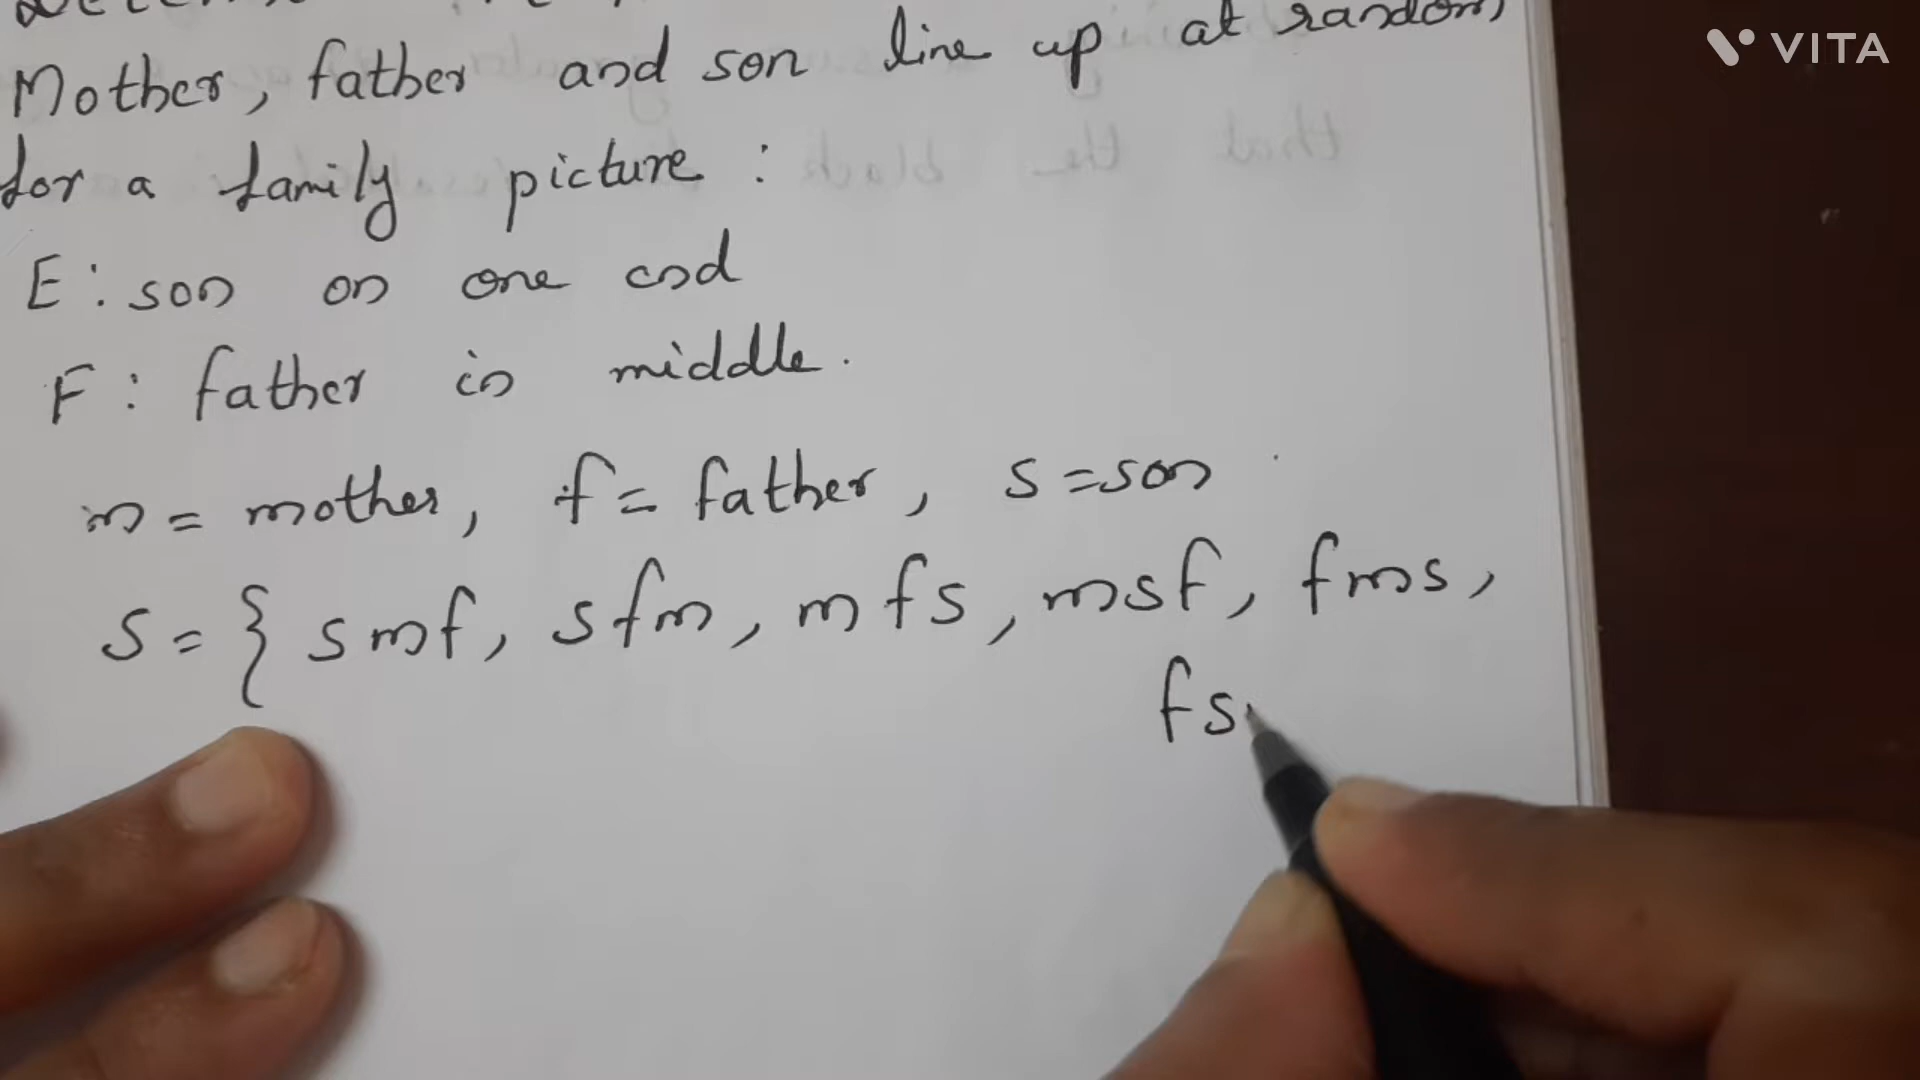 VITA
Mother, father and son line up at random
for a family picture :
E : son on one end
F : father in middle.
m = mother, f = father, s = son
S = { smf, sfm, mfs, msf, fms,
fs